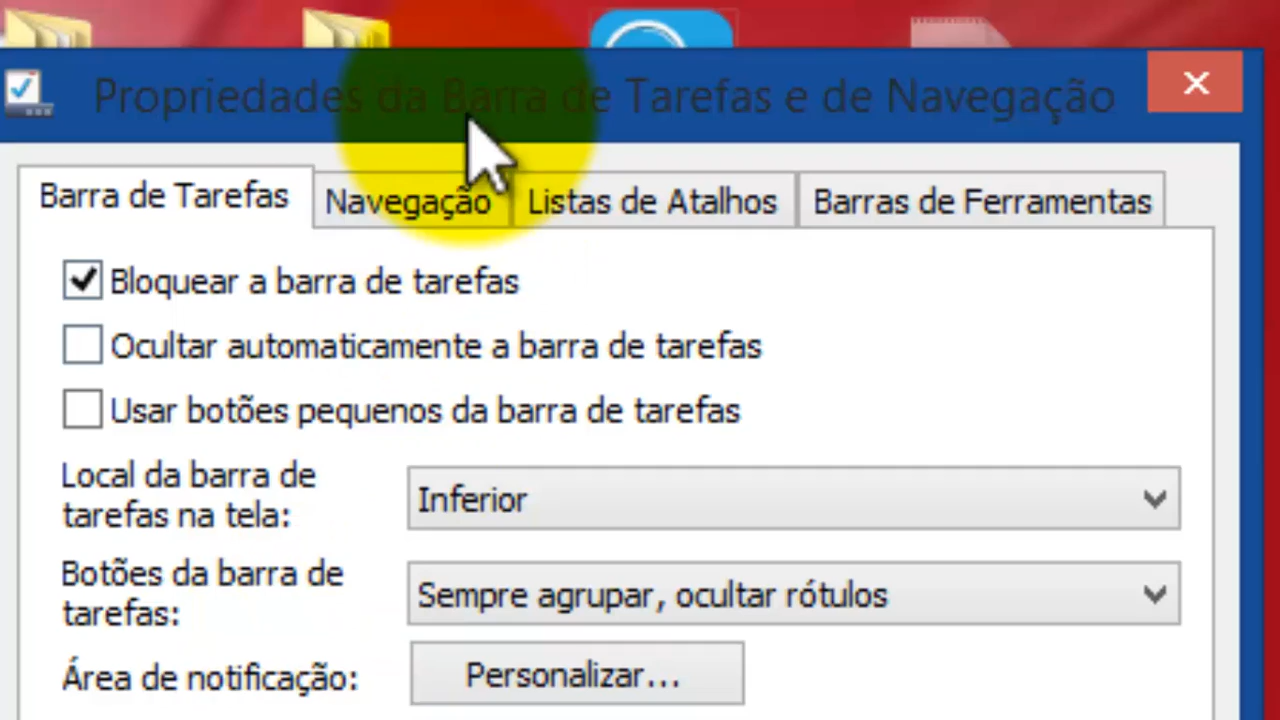 Propriedades da Barra de Tarefas e de Navegação
Barra de Tarefas
Navegação
Listas de Atalhos
Barras de Ferramentas
Bloquear a barra de tarefas
Ocultar automaticamente a barra de tarefas
Usar botões pequenos da barra de tarefas
Local da barra de
tarefas na tela:
Inferior
Botões da barra de
tarefas:
Sempre agrupar, ocultar rótulos
Área de notificação:
Personalizar...